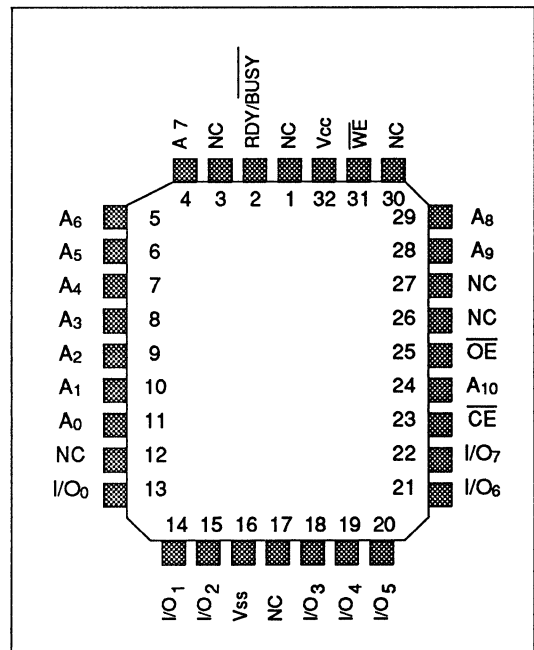 A 7 NC RDY/BUSY NC Vcc WE NC
4 3 2 1 32 31 30
A6 5 29 A8
A5 6 28 A9
A4 7 27 NC
A3 8 26 NC
A2 9 25 OE
A1 10 24 A10
A0 11 23 CE
NC 12 22 I/O7
I/O0 13 21 I/O6
14 15 16 17 18 19 20
I/O1 I/O2 Vss NC I/O3 I/O4 I/O5